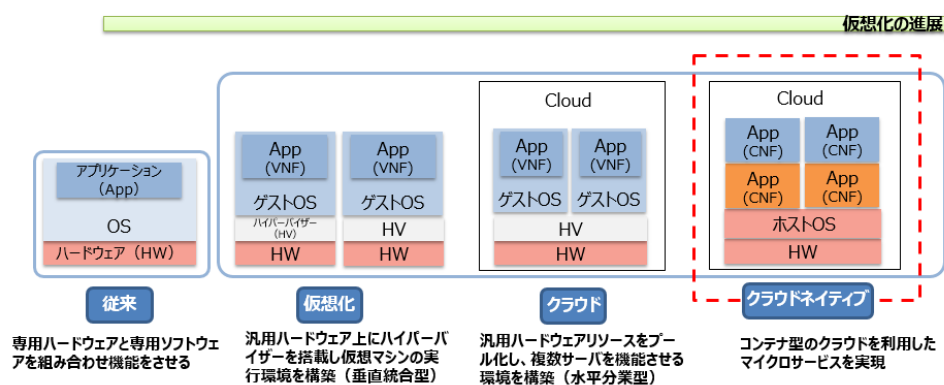 仮想化の進展
アプリケーション
（App）
OS
ハードウェア（HW）
従来
専用ハードウェアと専用ソフトウェ
アを組み合わせ機能をさせる
App
(VNF)
ゲストOS
ハイパーバイザー
（HV）
HW
App
(VNF)
ゲストOS
HV
HW
仮想化
汎用ハードウェア上にハイパーバ
イザーを搭載し仮想マシンの実
行環境を構築（垂直統合型）
Cloud
App
(VNF)
ゲストOS
App
(VNF)
ゲストOS
HV
HW
クラウド
汎用ハードウェアリソースをプー
ル化し、複数サーバを機能させる
環境を構築（水平分業型）
Cloud
App
(CNF)
App
(CNF)
App
(CNF)
App
(CNF)
ホストOS
HW
クラウドネイティブ
コンテナ型のクラウドを利用した
マイクロサービスを実現